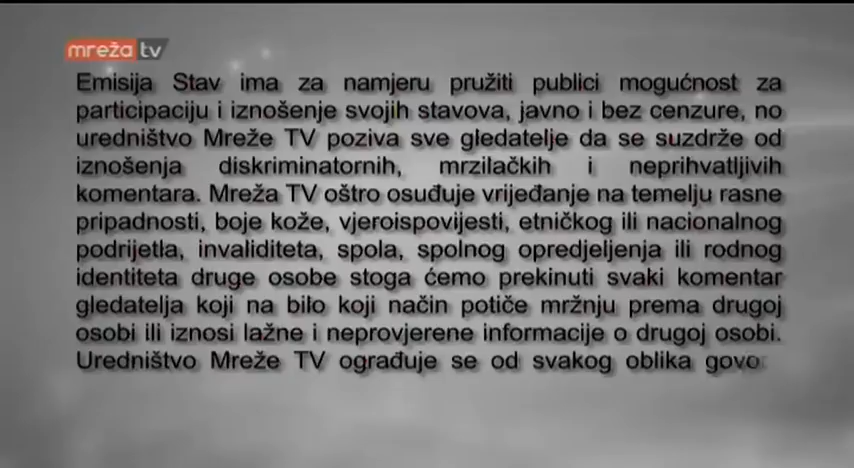 mreža tv
Emisija Stav ima za namjeru pružiti publici mogućnost za
participaciju i iznošenje svojih stavova, javno i bez cenzure, no
uredništvo Mreže TV poziva sve gledatelje da se suzdrže od
iznošenja diskriminatornih, mrzilačkih i neprihvatljivih
komentara. Mreža TV oštro osuđuje vrijeđanje na temelju rasne
pripadnosti, boje kože, vjeroispovijesti, etničkog ili nacionalnog
podrijetla, invaliditeta, spola, spolnog opredjeljenja ili rodnog
identiteta druge osobe stoga ćemo prekinuti svaki komentar
gledatelja koji na bilo koji način potiče mržnju prema drugoj
osobi ili iznosi lažne i neprovjerene informacije o drugoj osobi.
Uredništvo Mreže TV ograđuje se od svakog oblika govo